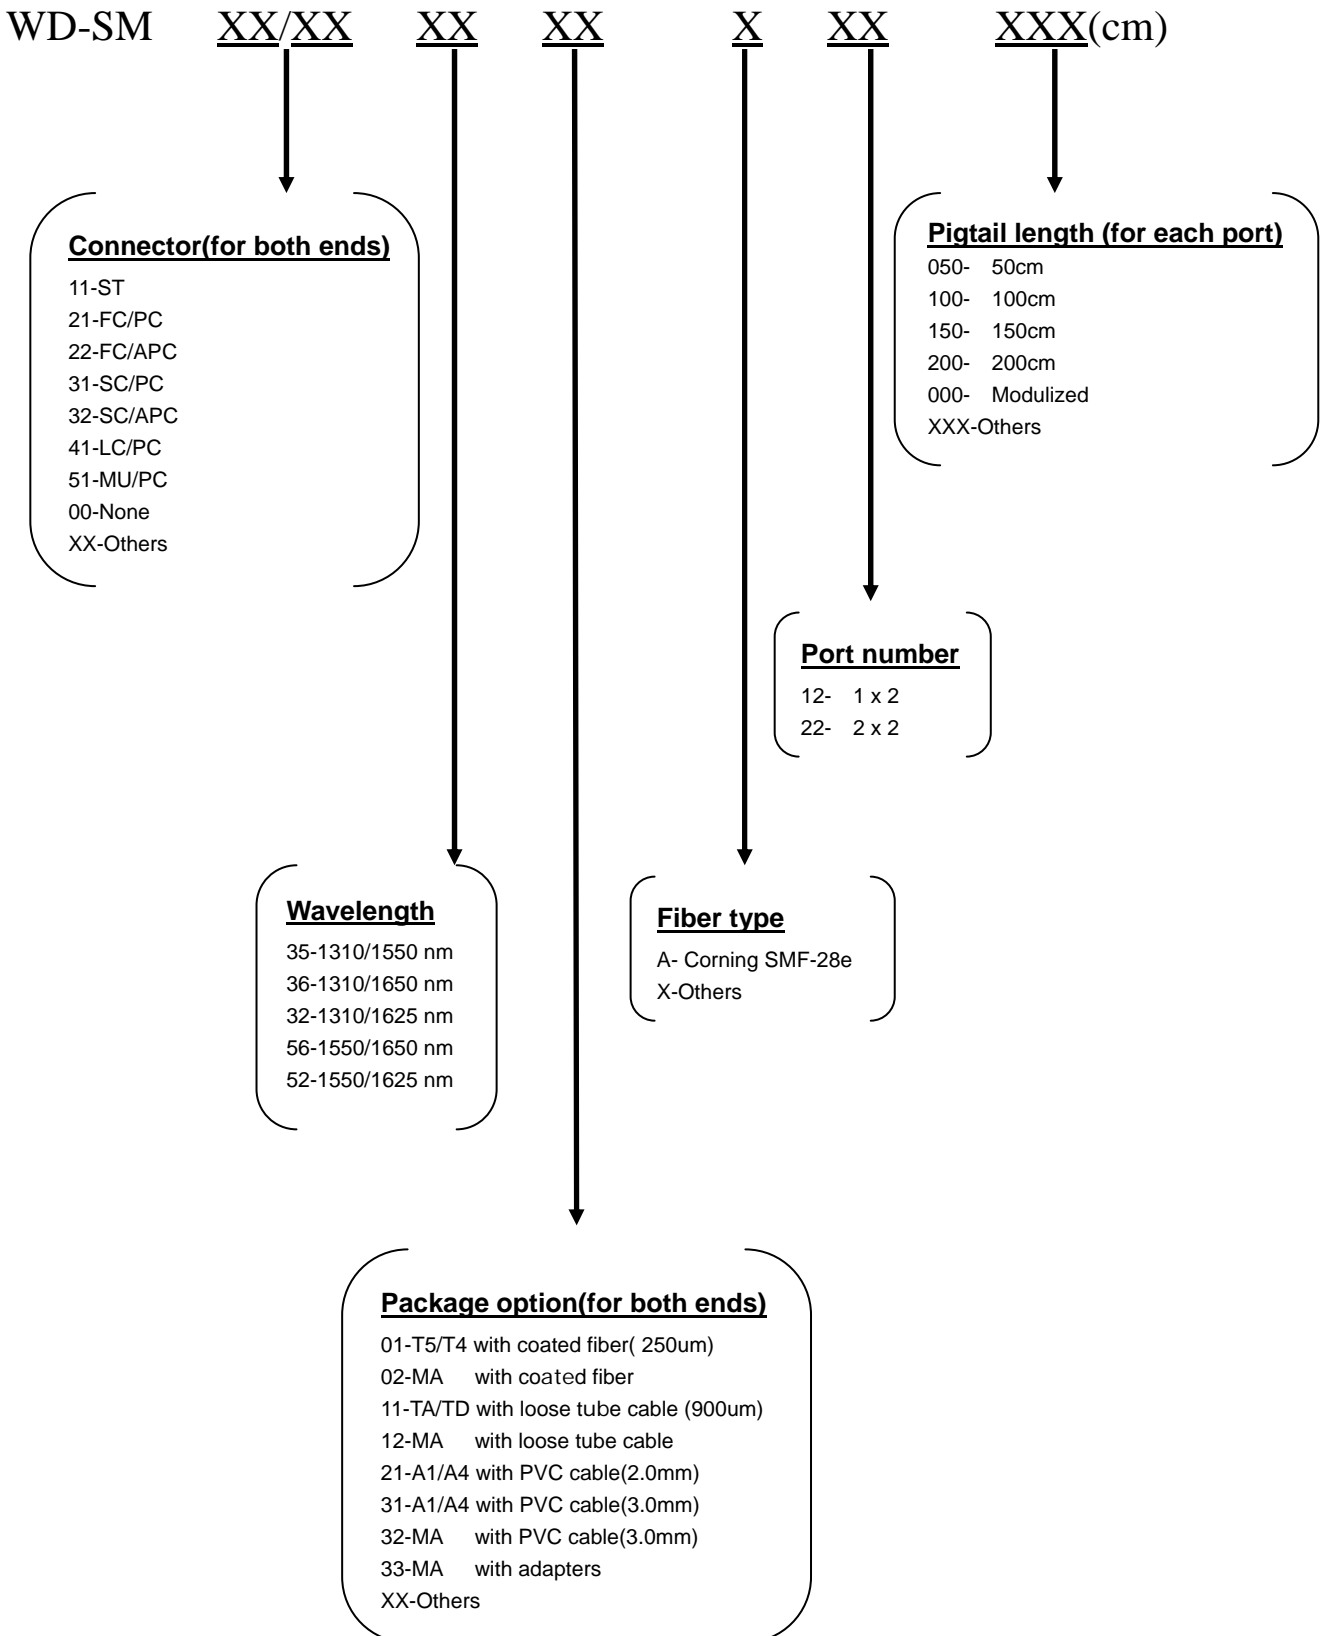 WD-SM XX/XX XX XX X XX XXX(cm)
Connector(for both ends)
11-ST
21-FC/PC
22-FC/APC
31-SC/PC
32-SC/APC
41-LC/PC
51-MU/PC
00-None
XX-Others
Pigtail length (for each port)
050- 50cm
100- 100cm
150- 150cm
200- 200cm
000- Modulized
XXX-Others
Port number
12- 1 x 2
22- 2 x 2
Wavelength
35-1310/1550 nm
36-1310/1650 nm
32-1310/1625 nm
56-1550/1650 nm
52-1550/1625 nm
Fiber type
A- Corning SMF-28e
X-Others
Package option(for both ends)
01-T5/T4 with coated fiber( 250um)
02-MA with coated fiber
11-TA/TD with loose tube cable (900um)
12-MA with loose tube cable
21-A1/A4 with PVC cable(2.0mm)
31-A1/A4 with PVC cable(3.0mm)
32-MA with PVC cable(3.0mm)
33-MA with adapters
XX-Others